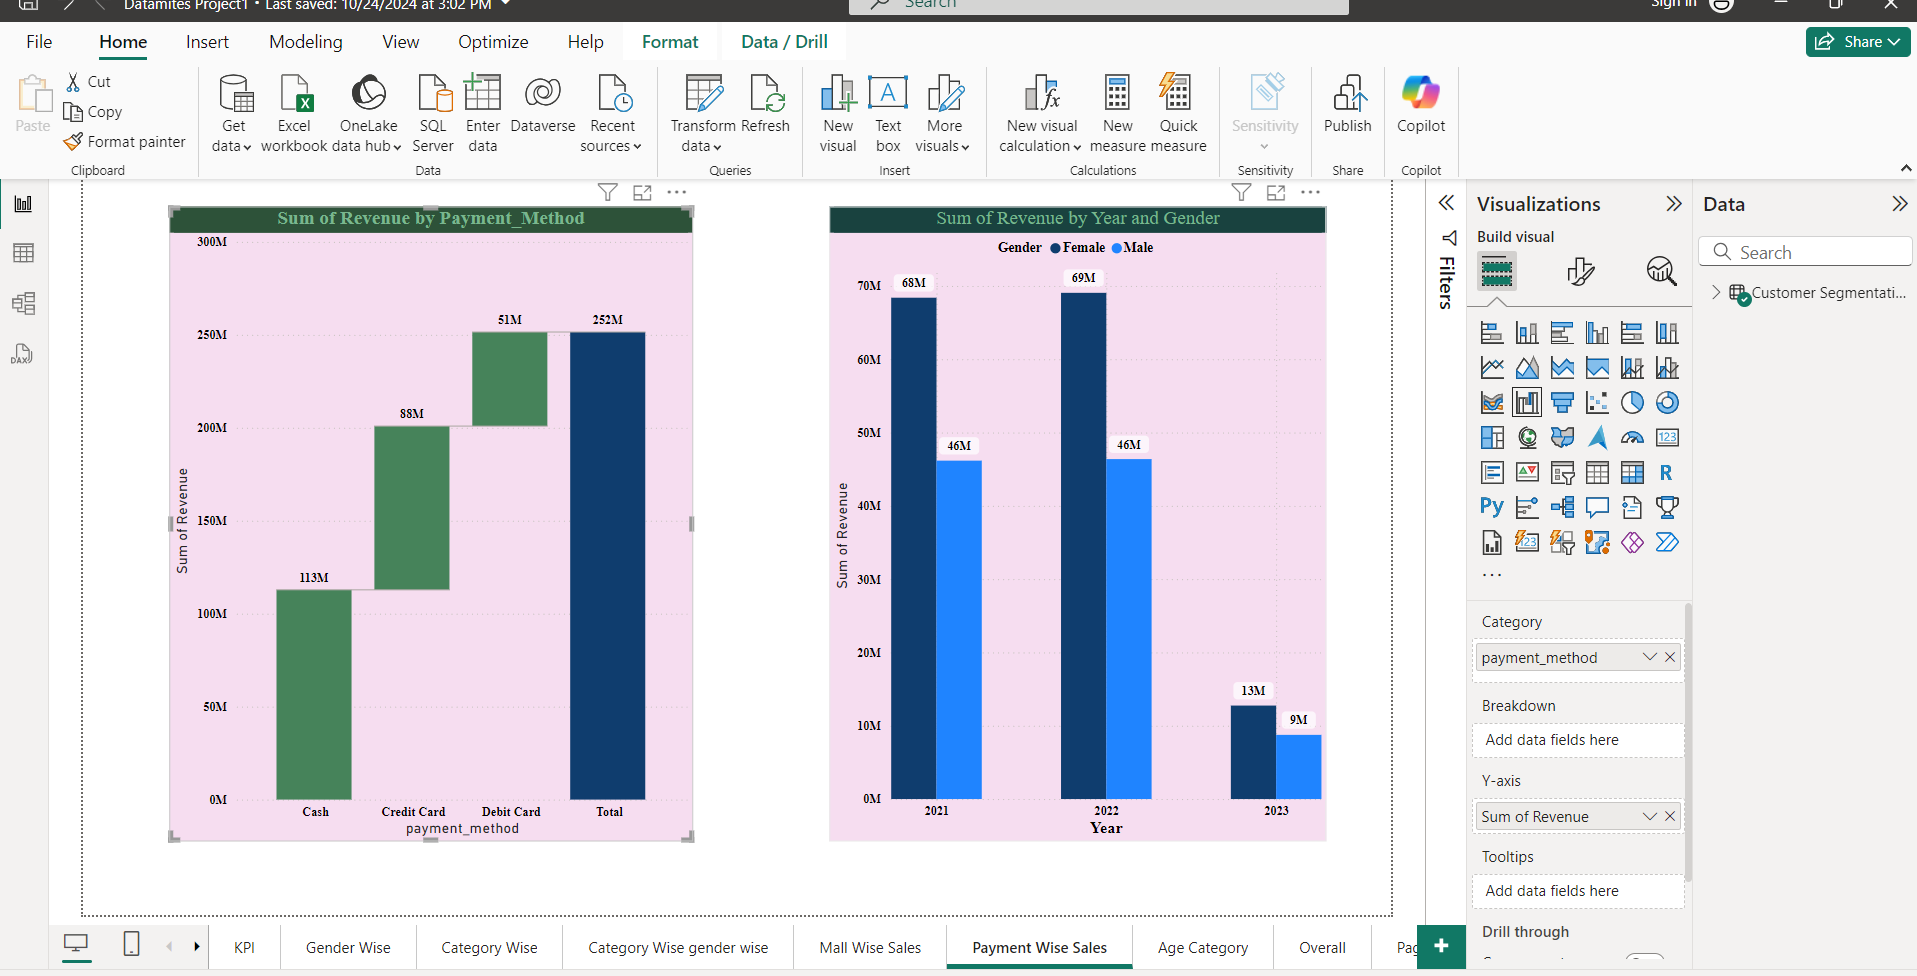 Datamites Project1 • Last saved: 10/24/2024 at 3:02 PM
Search
Sign in
File
Home
Insert
Modeling
View
Optimize
Help
Format
Data / Drill
Share
Paste
Cut
Copy
Format painter
Clipboard
Get data
Excel workbook
OneLake data hub
SQL Server
Enter data
Dataverse
Recent sources
Data
Transform data
Refresh
Queries
New visual
Text box
More visuals
Insert
New visual calculation
New measure
Quick measure
Calculations
Sensitivity
Sensitivity
Publish
Share
Copilot
Copilot
Sum of Revenue by Payment_Method
300M
250M
200M
150M
100M
50M
0M
Sum of Revenue
113M
88M
51M
252M
Cash
Credit Card
Debit Card
Total
payment_method
Sum of Revenue by Year and Gender
Gender Female Male
70M
60M
50M
40M
30M
20M
10M
0M
Sum of Revenue
68M
46M
69M
46M
13M
9M
2021
2022
2023
Year
Filters
Visualizations
Build visual
123
R
Py
123
Category
payment_method
Breakdown
Add data fields here
Y-axis
Sum of Revenue
Tooltips
Add data fields here
Drill through
Data
Search
Customer Segmentati...
DAX
KPI
Gender Wise
Category Wise
Category Wise gender wise
Mall Wise Sales
Payment Wise Sales
Age Category
Overall